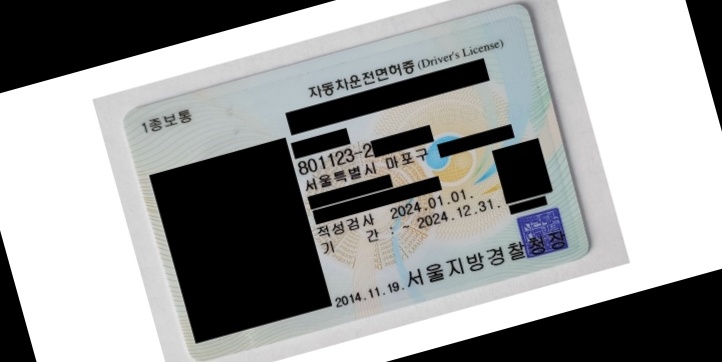 자동차운전면허증 (Driver's License)
1종보통
801123-2
서울특별시 마포구
적성검사 2024.01.01.
기 간 : 2024.12.31.
2014.11.19. 서울지방경찰청장